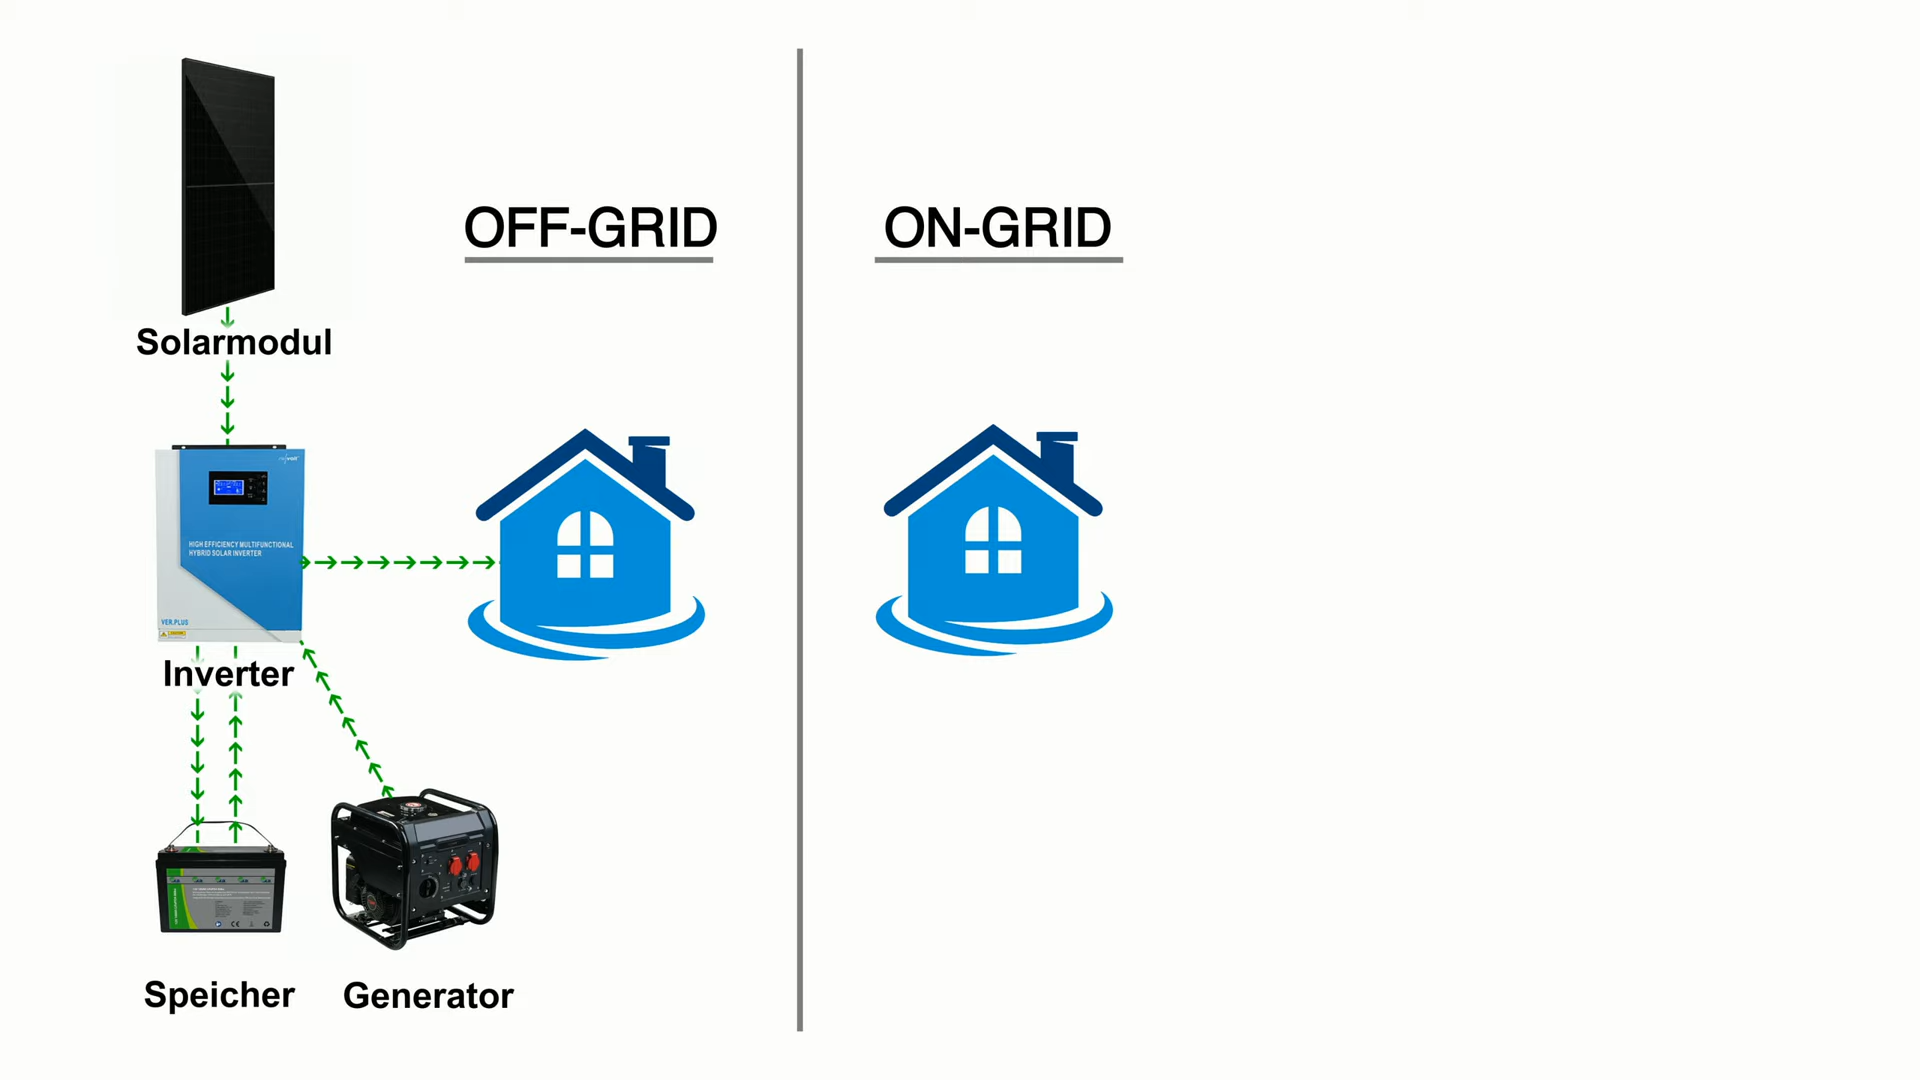 OFF-GRID
ON-GRID
Solarmodul
HIGH EFFICIENCY MULTIFUNCTIONAL
HYBRID SOLAR INVERTER
VER.PLUS
Inverter
Speicher
Generator